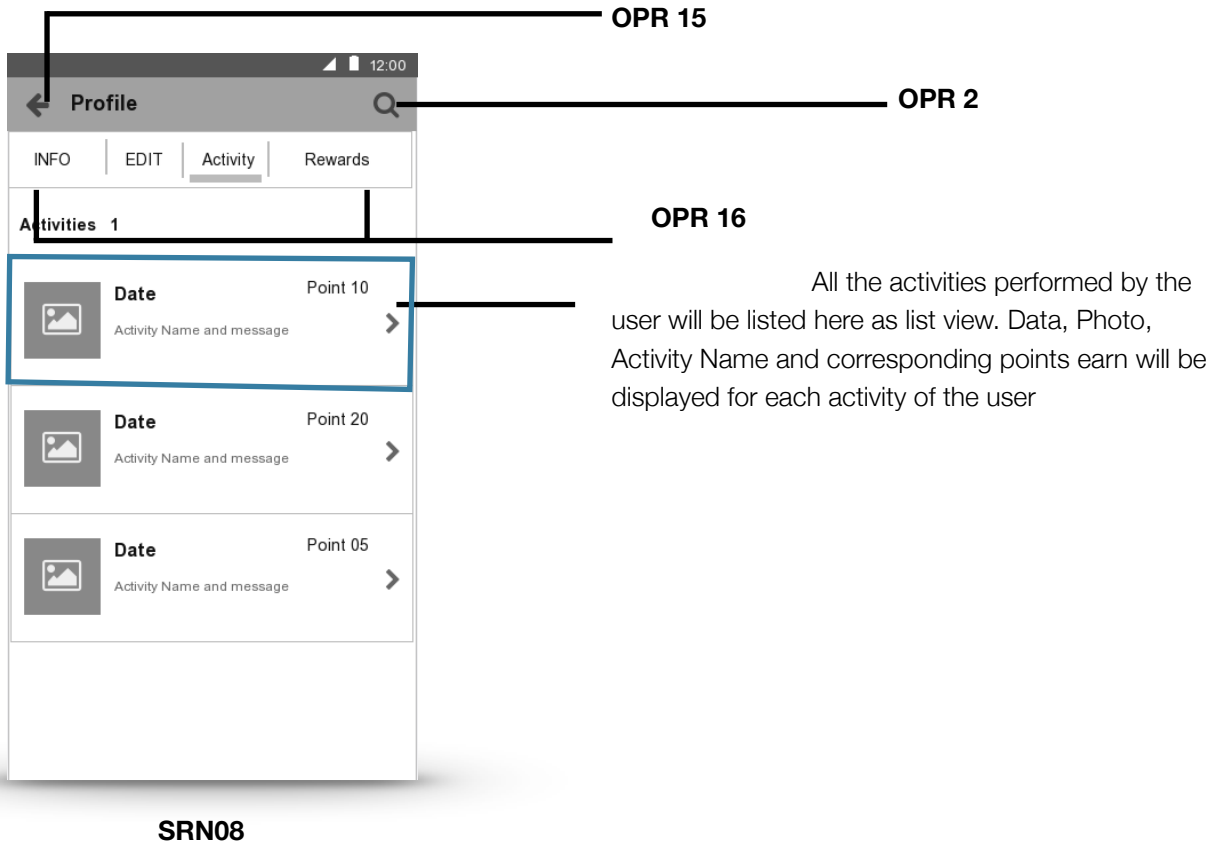 OPR 15
12:00
Profile
OPR 2
INFO EDIT Activity Rewards
OPR 16
Activities 1
Date Point 10
Activity Name and message
All the activities performed by the
user will be listed here as list view. Data, Photo,
Activity Name and corresponding points earn will be
displayed for each activity of the user
Date Point 20
Activity Name and message
Date Point 05
Activity Name and message
SRN08